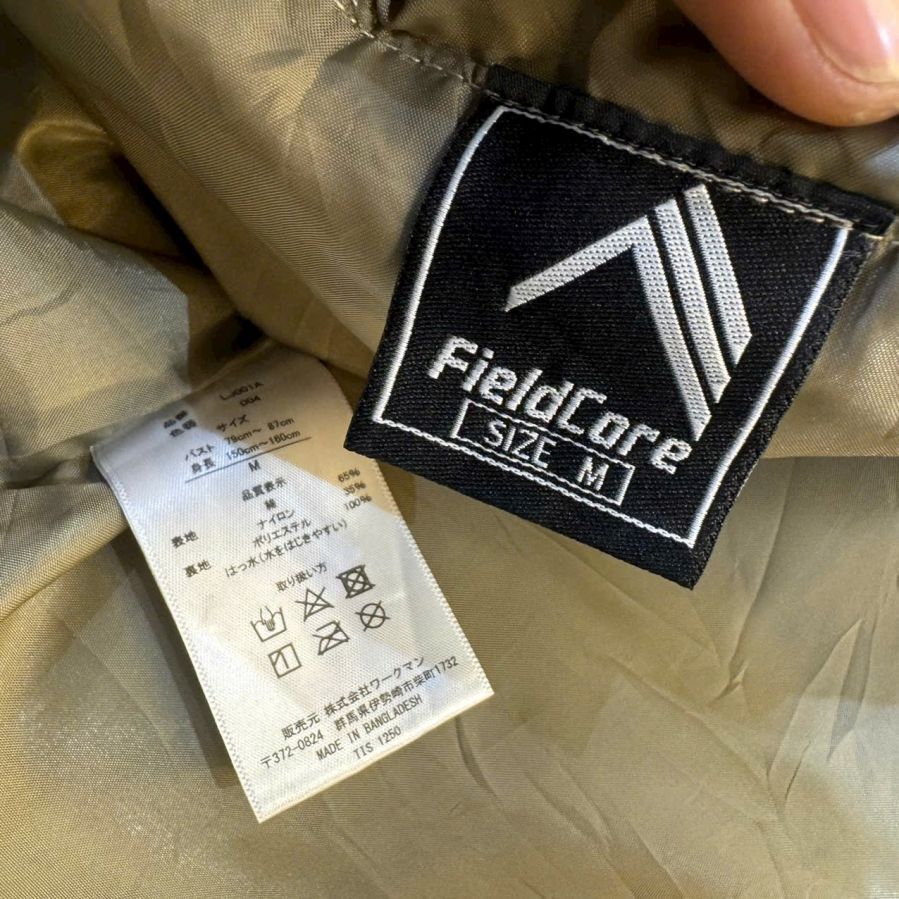 FieldCore
SIZE M
品番 LJ001A
色番 004
サイズ
バスト 79cm~ 87cm
身長 150cm~160cm
M
品質表示
表地 綿 65%
ナイロン 35%
裏地 ポリエステル 100%
はっ水(水をはじきやすい)
取り扱い方
販売元 株式会社ワークマン
〒372-0824 群馬県伊勢崎市柴町1732
MADE IN BANGLADESH
TIS 1250